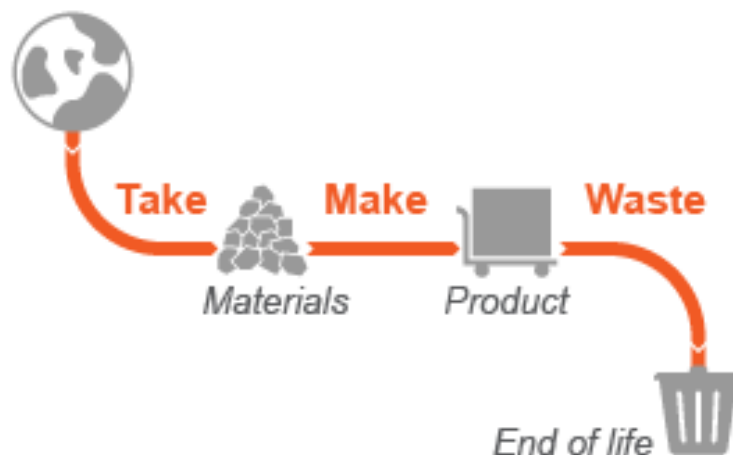 Take
Make
Waste
Materials
Product
End of life